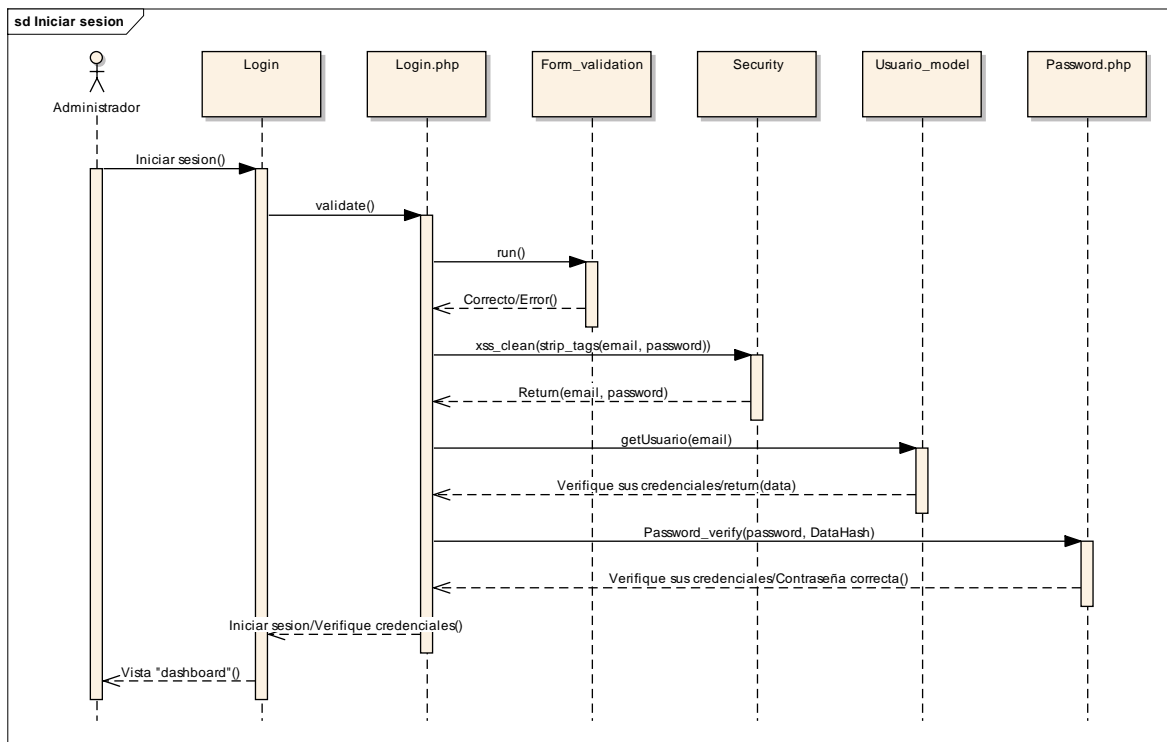 sd Iniciar sesion
Administrador
Login
Login.php
Form_validation
Security
Usuario_model
Password.php
Iniciar sesion()
validate()
run()
Correcto/Error()
xss_clean(strip_tags(email, password))
Return(email, password)
getUsuario(email)
Verifique sus credenciales/return(data)
Password_verify(password, DataHash)
Verifique sus credenciales/Contraseña correcta()
Iniciar sesion/Verifique credenciales()
Vista "dashboard"()